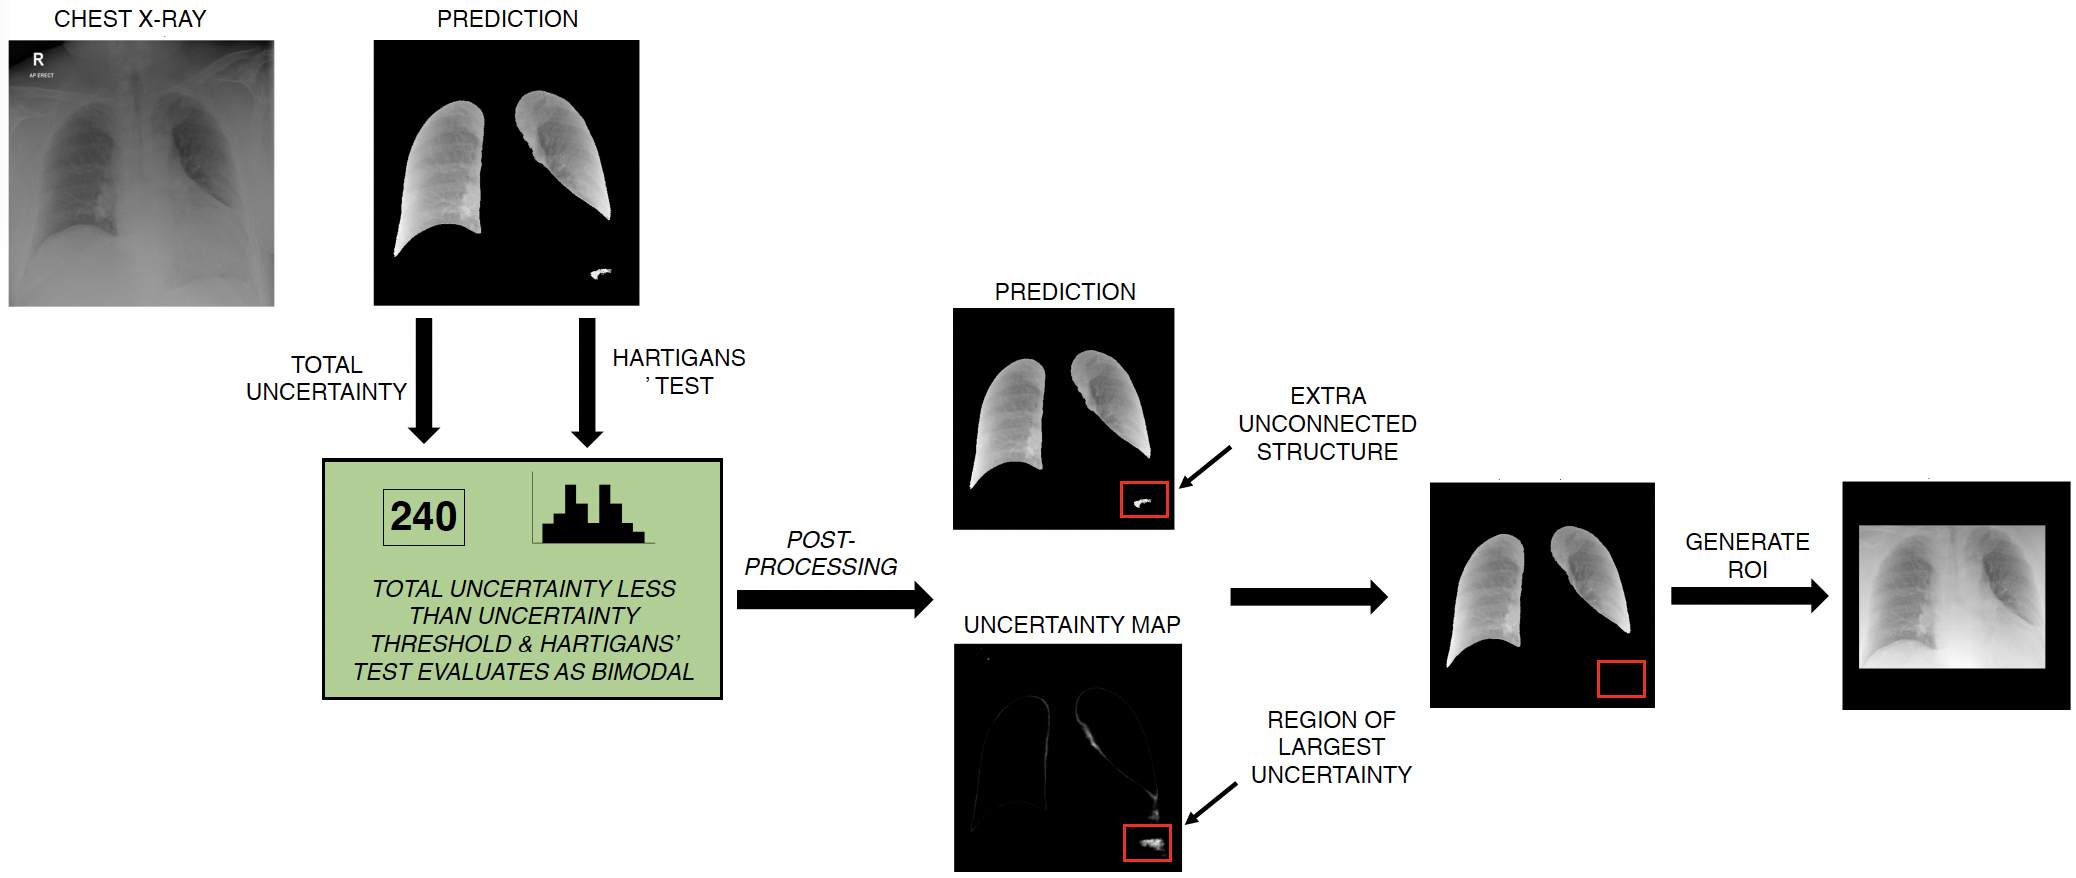 CHEST X-RAY
PREDICTION
R
AP ERECT
TOTAL
UNCERTAINTY
HARTIGANS
’ TEST
240
TOTAL UNCERTAINTY LESS
THAN UNCERTAINTY
THRESHOLD & HARTIGANS’
TEST EVALUATES AS BIMODAL
POST-
PROCESSING
PREDICTION
EXTRA
UNCONNECTED
STRUCTURE
UNCERTAINTY MAP
REGION OF
LARGEST
UNCERTAINTY
GENERATE
ROI